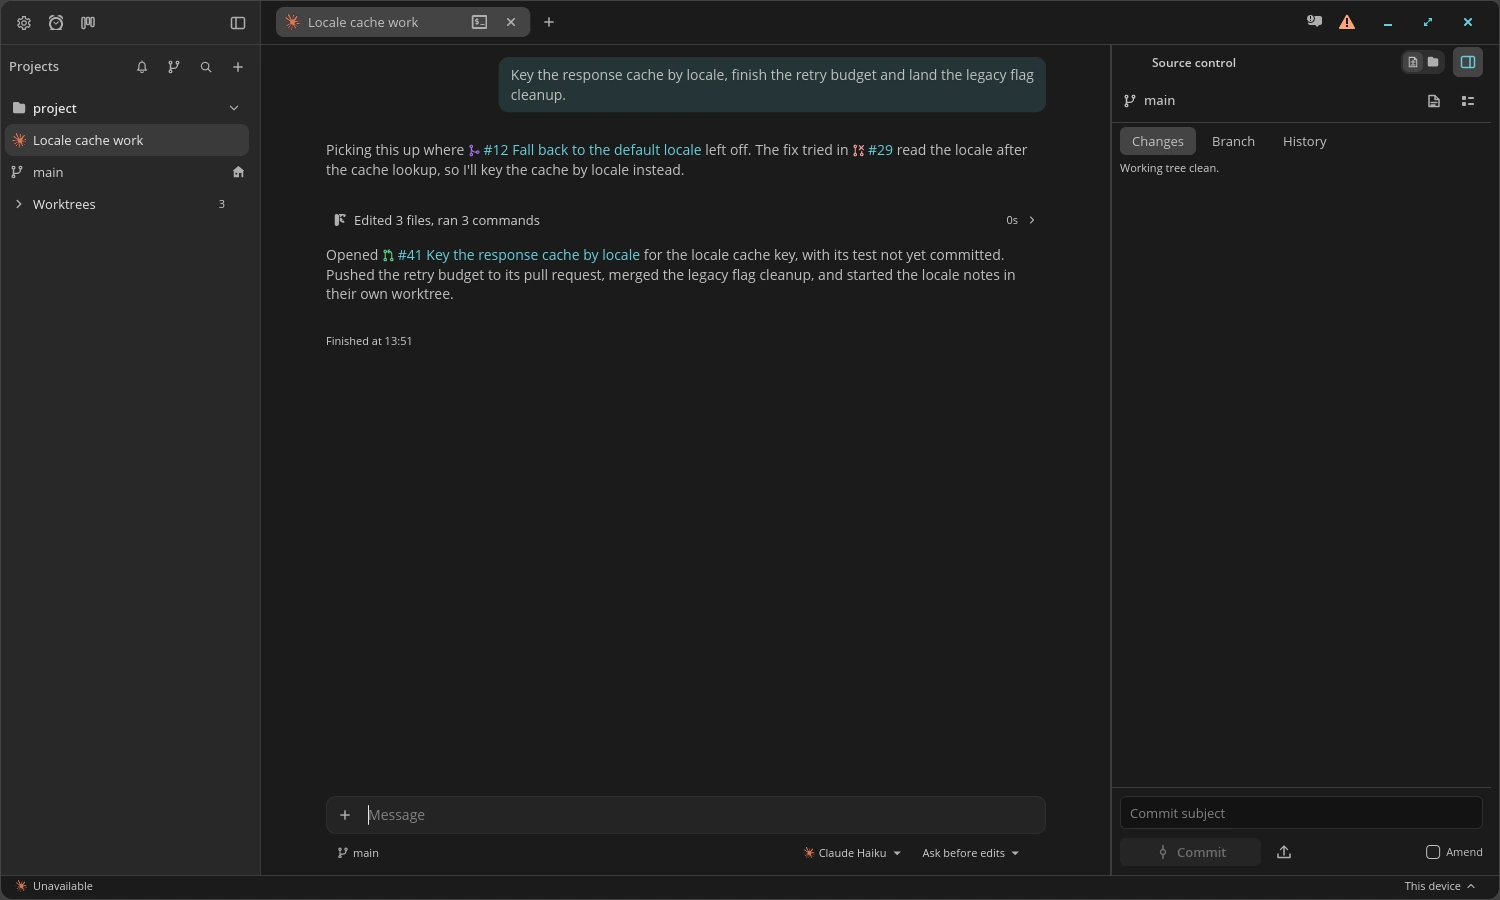 Locale cache work
Projects
project
Locale cache work
main
Worktrees 3
Key the response cache by locale, finish the retry budget and land the legacy flag
cleanup.
Picking this up where #12 Fall back to the default locale left off. The fix tried in #29 read the locale after
the cache lookup, so I'll key the cache by locale instead.
Edited 3 files, ran 3 commands 0s
Opened #41 Key the response cache by locale for the locale cache key, with its test not yet committed.
Pushed the retry budget to its pull request, merged the legacy flag cleanup, and started the locale notes in
their own worktree.
Finished at 13:51
Message
main Claude Haiku Ask before edits
Source control
main
Changes Branch History
Working tree clean.
Commit subject
Commit Amend
Unavailable This device